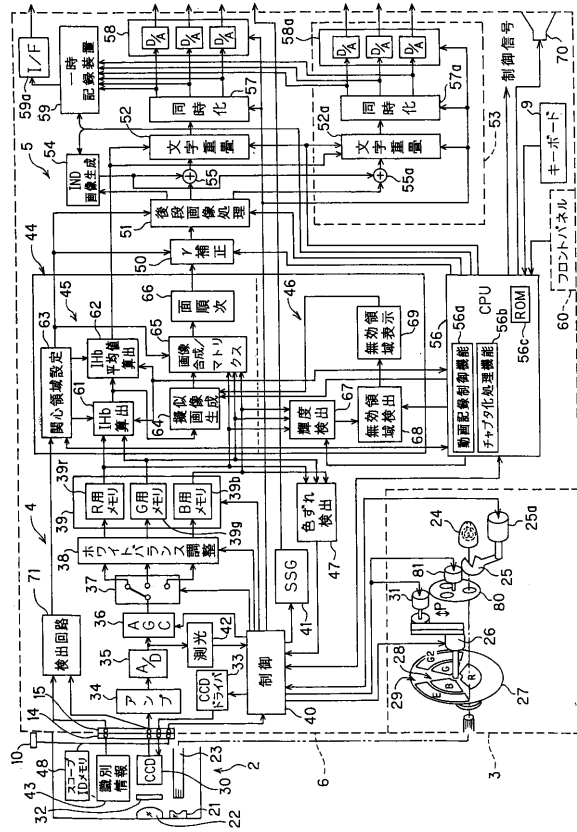 I/F
59a
一時記録装置
59
IND画像生成
54
5
58
D/A
D/A
D/A
同時化
57
文字重畳
52
55
後段画像処理
51
58a
D/A
D/A
D/A
同時化
57a
文字重畳
52a
55a
53
制御信号
70
キーボード
9
フロントパネル
60
44
γ補正
50
45
関心領域設定
63
IHb平均値算出
62
IHb算出
61
面順次
66
画像合成/マトリックス
65
擬似画像生成
64
46
無効領域表示
69
輝度検出
67
無効領域検出
68
CPU
56
56a
動画記録制御機能
56b
チャプタ化処理機能
ROM
56c
4
39r
R用メモリ
39
G用メモリ
39g
B用メモリ
39b
38
ホワイトバランス調整
37
36
AGC
35
A/D
34
アンプ
71
検出回路
42
測光
33
CCDドライバ
制御
40
41
SSG
色ずれ検出
47
10
14
15
48
スコープIDメモリ
43
識別情報
32
CCD
30
23
22
21
2
6
3
24
25a
25
81
80
31
P
26
28
G2
29
E
G
B
R
27